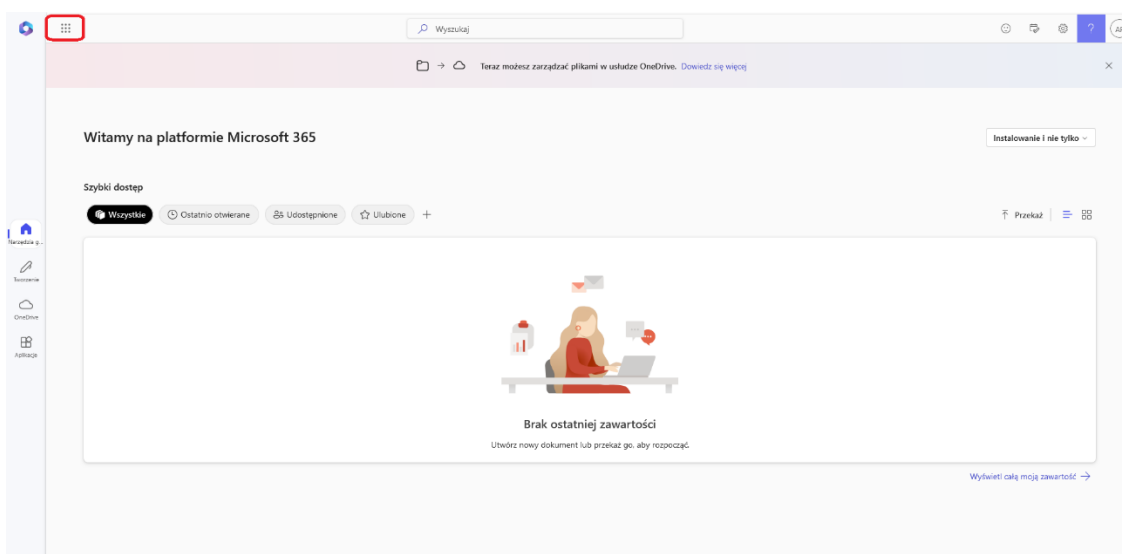 Wyszukaj
?
Teraz możesz zarządzać plikami w usłudze OneDrive. Dowiedz się więcej
Witamy na platformie Microsoft 365
Instalowanie i nie tylko
Szybki dostęp
Wszystkie
Ostatnio otwierane
Udostępnione
Ulubione
Przekaż
Narzędzia g...
Tworzenie
OneDrive
Aplikacje
Brak ostatniej zawartości
Utwórz nowy dokument lub przekaż go, aby rozpocząć.
Wyświetl całą moją zawartość